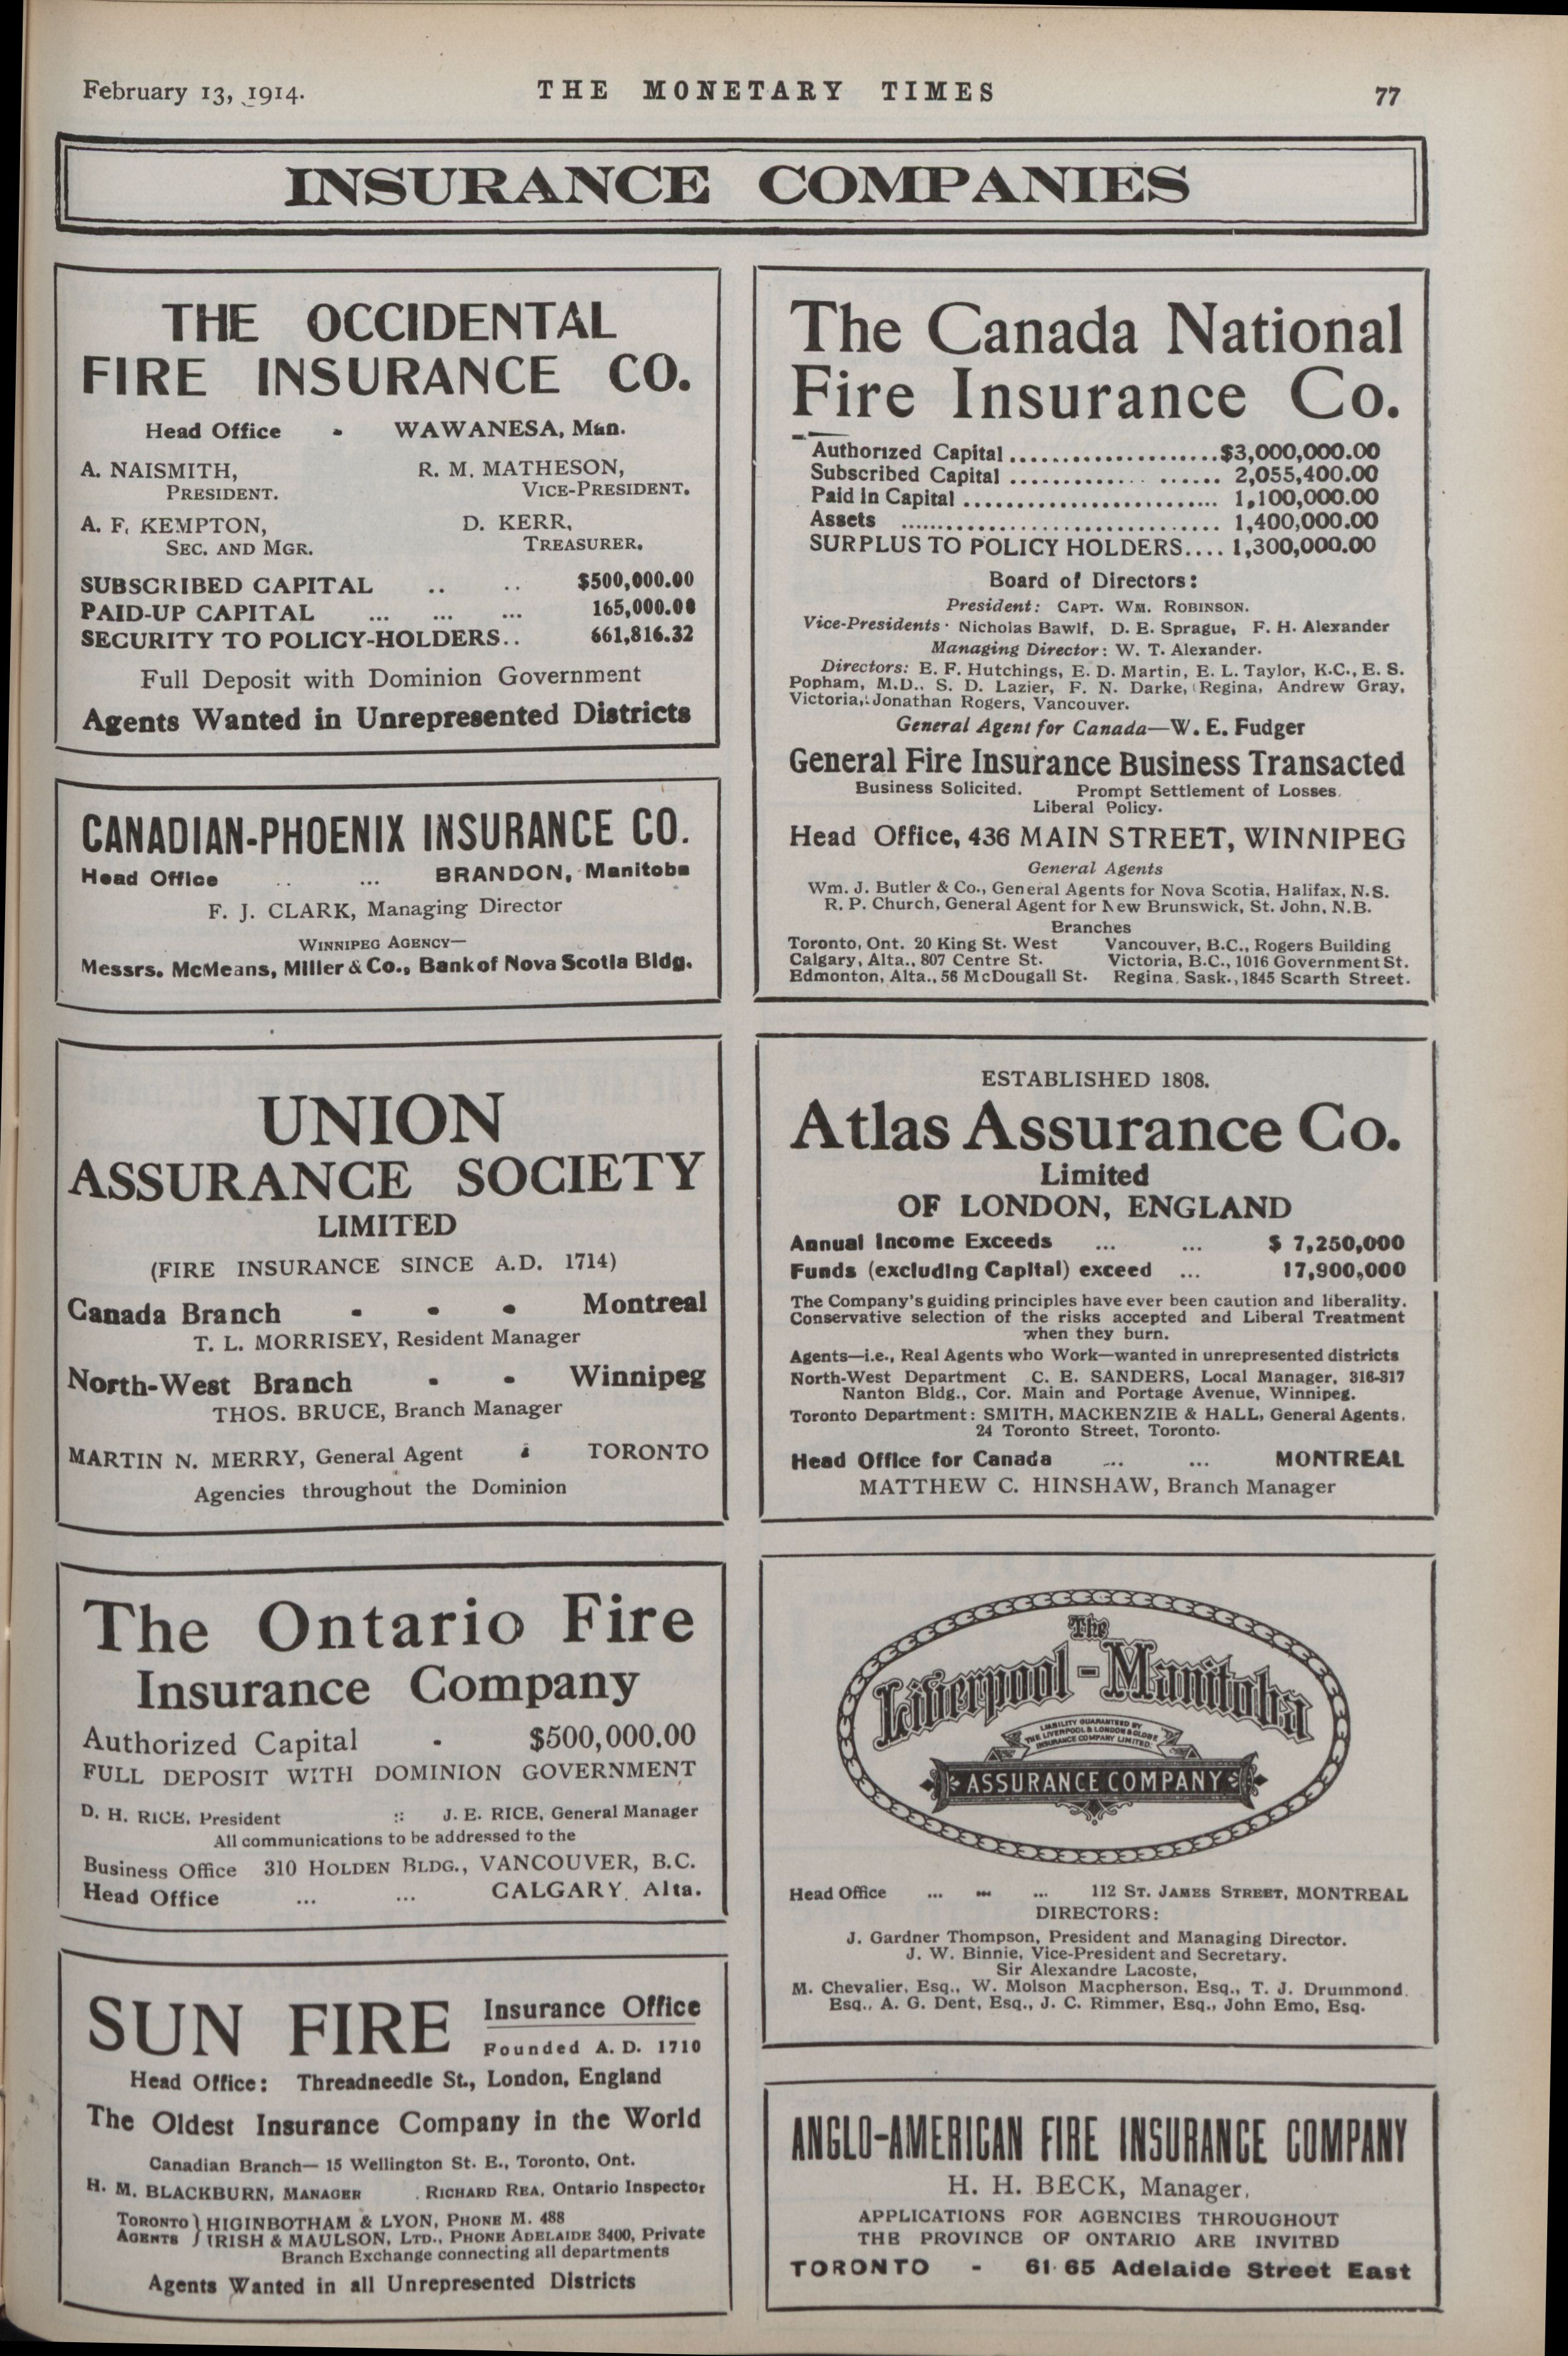 February 13, 1914.
THE MONETARY TIMES
77
INSURANCE COMPANIES
THE OCCIDENTAL
FIRE INSURANCE CO.
Head Office - WAWANESA, Man.
A. NAISMITH, R. M. MATHESON,
PRESIDENT. VICE-PRESIDENT.
A. F. KEMPTON, D. KERR,
SEC. AND MGR. TREASURER.
SUBSCRIBED CAPITAL .. .. $500,000.00
PAID-UP CAPITAL ... ... ... 165,000.00
SECURITY TO POLICY-HOLDERS.. 661,816.32
Full Deposit with Dominion Government
Agents Wanted in Unrepresented Districts
CANADIAN-PHOENIX INSURANCE CO.
Head Office .. ... BRANDON, Manitoba
F. J. CLARK, Managing Director
WINNIPEG AGENCY—
Messrs. McMeans, Miller & Co., Bank of Nova Scotia Bldg.
UNION
ASSURANCE SOCIETY
LIMITED
(FIRE INSURANCE SINCE A.D. 1714)
Canada Branch - - - Montreal
T. L. MORRISEY, Resident Manager
North-West Branch - - Winnipeg
THOS. BRUCE, Branch Manager
MARTIN N. MERRY, General Agent - TORONTO
Agencies throughout the Dominion
The Ontario Fire
Insurance Company
Authorized Capital - $500,000.00
FULL DEPOSIT WITH DOMINION GOVERNMENT
D. H. RICE, President :: J. E. RICE, General Manager
All communications to be addressed to the
Business Office 310 HOLDEN BLDG., VANCOUVER, B.C.
Head Office ... ... CALGARY, Alta.
SUN FIRE Insurance Office
Founded A. D. 1710
Head Office: Threadneedle St., London, England
The Oldest Insurance Company in the World
Canadian Branch— 15 Wellington St. E., Toronto, Ont.
H. M. BLACKBURN, MANAGER RICHARD REA, Ontario Inspector
TORONTO } HIGINBOTHAM & LYON, PHONE M. 488
AGENTS } IRISH & MAULSON, LTD., PHONE ADELAIDE 3400, Private
Branch Exchange connecting all departments
Agents Wanted in all Unrepresented Districts
The Canada National
Fire Insurance Co.
Authorized Capital ..................... $3,000,000.00
Subscribed Capital ............. ...... 2,055,400.00
Paid in Capital ......................... 1,100,000.00
Assets ................................ 1,400,000.00
SURPLUS TO POLICY HOLDERS.... 1,300,000.00
Board of Directors:
President: CAPT. WM. ROBINSON.
Vice-Presidents: Nicholas Bawlf, D. E. Sprague, F. H. Alexander
Managing Director: W. T. Alexander.
Directors: E. F. Hutchings, E. D. Martin, E. L. Taylor, K.C., E. S.
Popham, M.D., S. D. Lazier, F. N. Darke, Regina, Andrew Gray,
Victoria, Jonathan Rogers, Vancouver.
General Agent for Canada—W. E. Fudger
General Fire Insurance Business Transacted
Business Solicited. Prompt Settlement of Losses.
Liberal Policy.
Head Office, 436 MAIN STREET, WINNIPEG
General Agents
Wm. J. Butler & Co., General Agents for Nova Scotia, Halifax, N.S.
R. P. Church, General Agent for New Brunswick, St. John, N.B.
Branches
Toronto, Ont. 20 King St. West Vancouver, B.C., Rogers Building
Calgary, Alta., 807 Centre St. Victoria, B.C., 1016 Government St.
Edmonton, Alta., 56 McDougall St. Regina, Sask., 1845 Scarth Street.
ESTABLISHED 1808.
Atlas Assurance Co.
Limited
OF LONDON, ENGLAND
Annual Income Exceeds ... ... $ 7,250,000
Funds (excluding Capital) exceed ... 17,900,000
The Company's guiding principles have ever been caution and liberality.
Conservative selection of the risks accepted and Liberal Treatment
when they burn.
Agents—i.e., Real Agents who Work—wanted in unrepresented districts
North-West Department C. E. SANDERS, Local Manager, 316-317
Nanton Bldg., Cor. Main and Portage Avenue, Winnipeg.
Toronto Department: SMITH, MACKENZIE & HALL, General Agents,
24 Toronto Street, Toronto.
Head Office for Canada ... ... MONTREAL
MATTHEW C. HINSHAW, Branch Manager
The
Liverpool-Manitoba
LIABILITY GUARANTEED BY
THE LIVERPOOL & LONDON & GLOBE
INSURANCE COMPANY LIMITED
ASSURANCE COMPANY
Head Office ... ... ... 112 ST. JAMES STREET, MONTREAL
DIRECTORS:
J. Gardner Thompson, President and Managing Director.
J. W. Binnie, Vice-President and Secretary.
Sir Alexandre Lacoste,
M. Chevalier, Esq., W. Molson Macpherson, Esq., T. J. Drummond,
Esq., A. G. Dent, Esq., J. C. Rimmer, Esq., John Emo, Esq.
ANGLO-AMERICAN FIRE INSURANCE COMPANY
H. H. BECK, Manager.
APPLICATIONS FOR AGENCIES THROUGHOUT
THE PROVINCE OF ONTARIO ARE INVITED
TORONTO - 61-65 Adelaide Street East